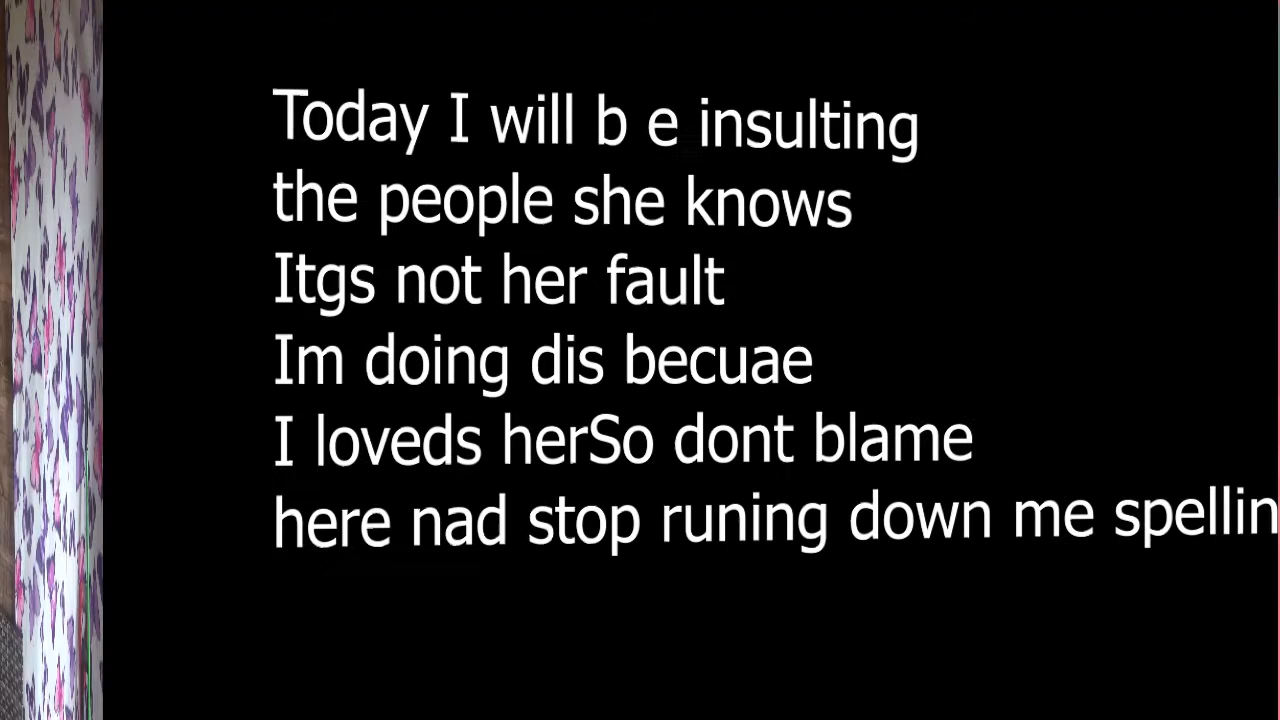 Today I will b e insulting
the people she knows
Itgs not her fault
Im doing dis becuae
I loveds herSo dont blame
here nad stop runing down me spellin